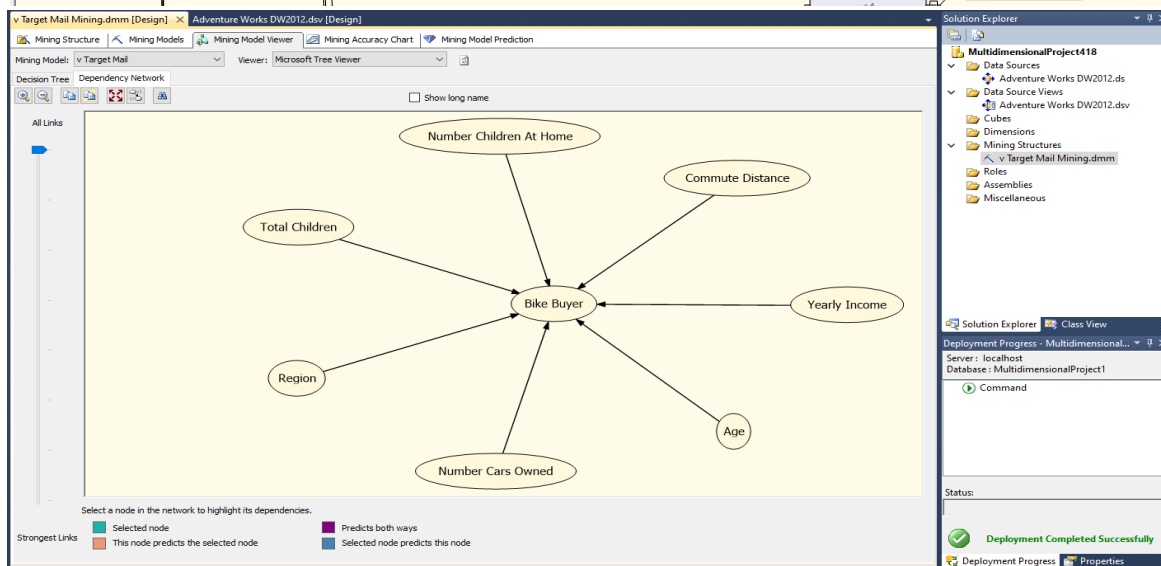 v Target Mail Mining.dmm [Design] Adventure Works DW2012.dsv [Design]
Mining Structure Mining Models Mining Model Viewer Mining Accuracy Chart Mining Model Prediction
Mining Model: v Target Mail Viewer: Microsoft Tree Viewer
Decision Tree Dependency Network
Show long name
All Links
Number Children At Home
Commute Distance
Total Children
Bike Buyer
Yearly Income
Region
Age
Number Cars Owned
Select a node in the network to highlight its dependencies.
Strongest Links
Selected node
Predicts both ways
This node predicts the selected node
Selected node predicts this node
Solution Explorer
MultidimensionalProject418
Data Sources
Adventure Works DW2012.ds
Data Source Views
Adventure Works DW2012.dsv
Cubes
Dimensions
Mining Structures
v Target Mail Mining.dmm
Roles
Assemblies
Miscellaneous
Solution Explorer Class View
Deployment Progress - Multidimensional...
Server: localhost
Database: MultidimensionalProject1
Command
Status:
Deployment Completed Successfully
Deployment Progress Properties